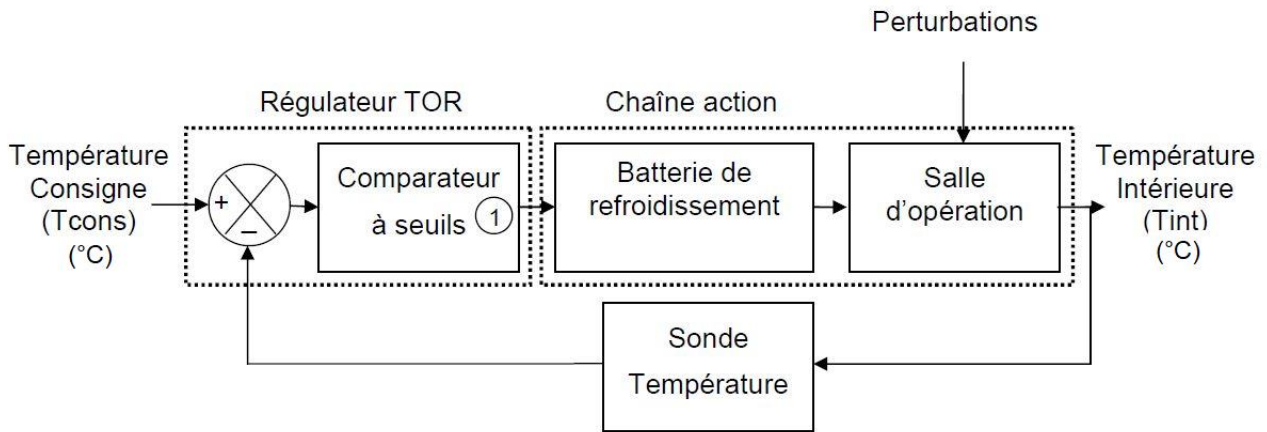 Perturbations
Régulateur TOR
Chaîne action
Température
Consigne
(Tcons)
(°C)
+
–
Comparateur
à seuils 1
Batterie de
refroidissement
Salle
d'opération
Température
Intérieure
(Tint)
(°C)
Sonde
Température